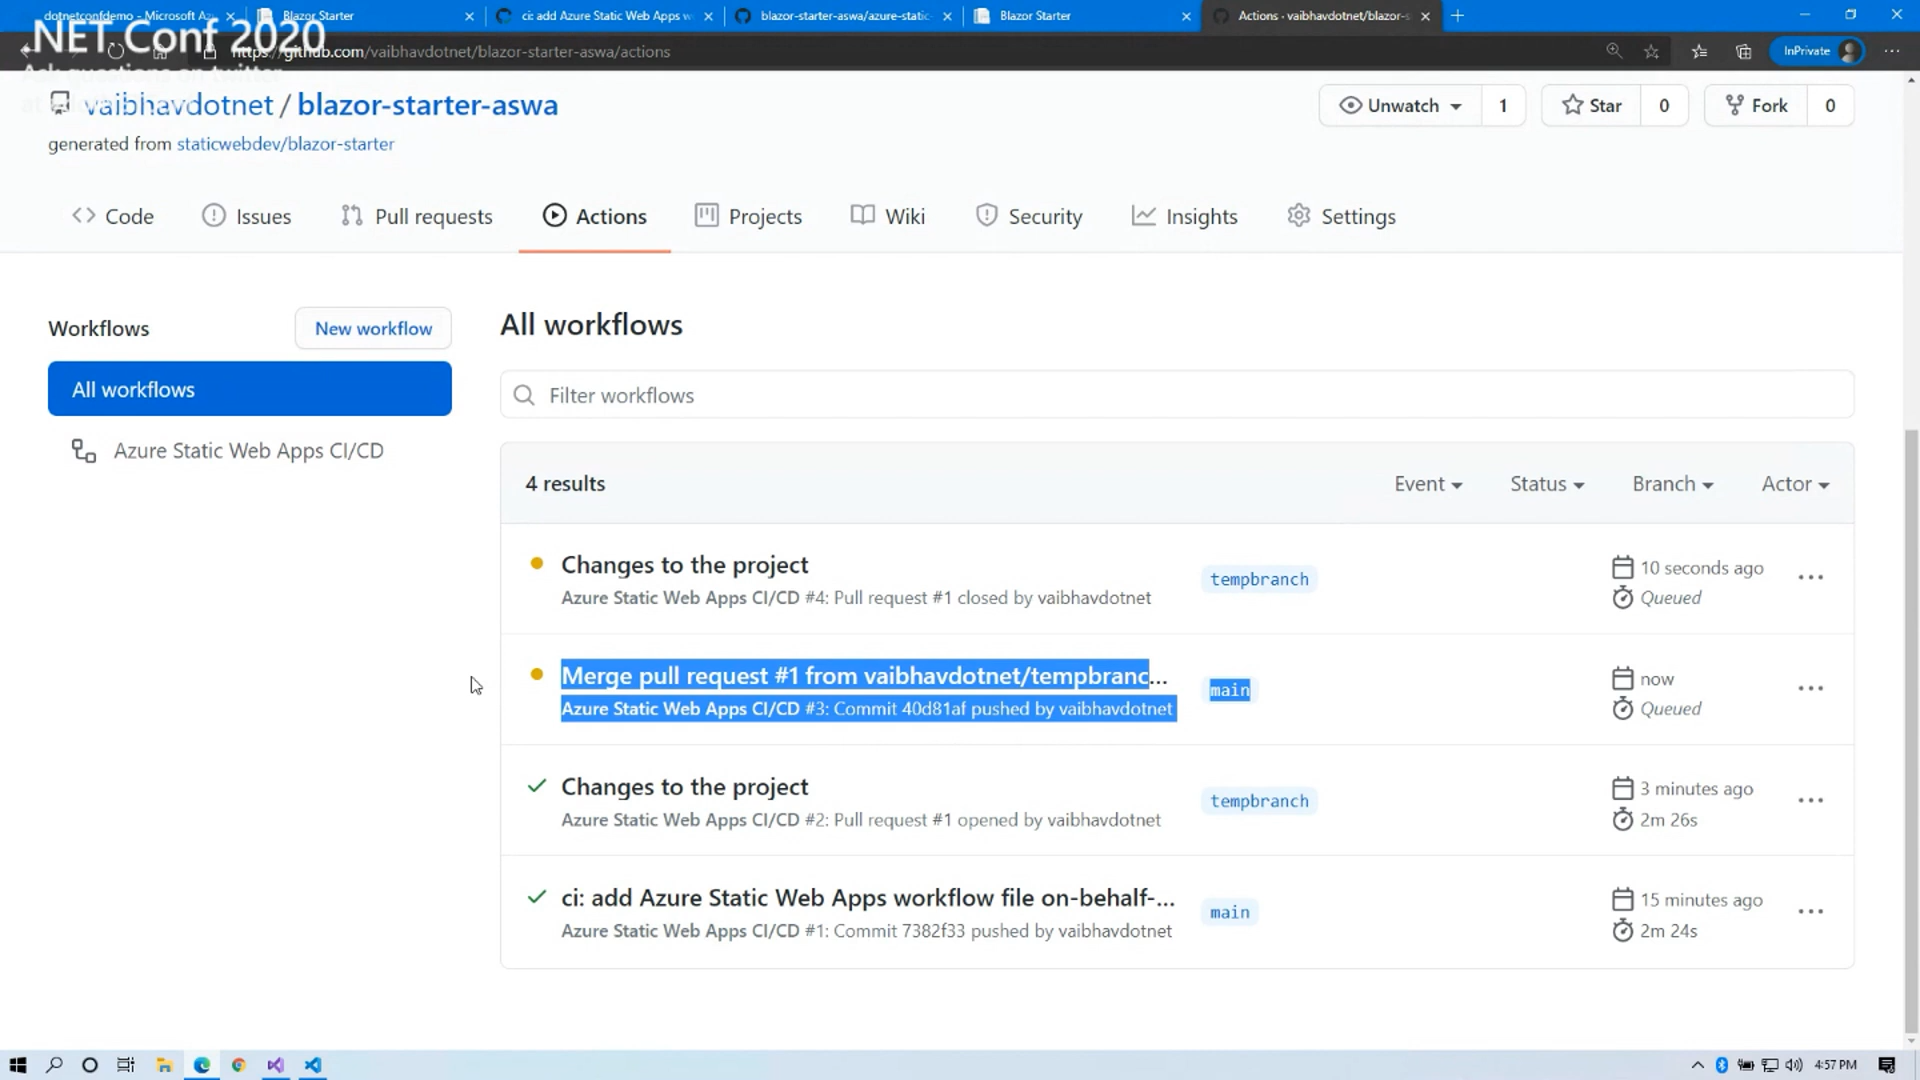 dotnetconfdemo - Microsoft Az
Blazor Starter
ci: add Azure Static Web Apps w
blazor-starter-aswa/azure-static-
Blazor Starter
Actions · vaibhavdotnet/blazor-s
.NET Conf 2020
https://github.com/vaibhavdotnet/blazor-starter-aswa/actions
InPrivate
Ask questions on twitter
vaibhavdotnet / blazor-starter-aswa
Unwatch 1
Star 0
Fork 0
generated from staticwebdev/blazor-starter
Code
Issues
Pull requests
Actions
Projects
Wiki
Security
Insights
Settings
Workflows
New workflow
All workflows
Azure Static Web Apps CI/CD
All workflows
Filter workflows
4 results
Event
Status
Branch
Actor
Changes to the project
Azure Static Web Apps CI/CD #4: Pull request #1 closed by vaibhavdotnet
tempbranch
10 seconds ago
Queued
Merge pull request #1 from vaibhavdotnet/tempbranc...
Azure Static Web Apps CI/CD #3: Commit 40d81af pushed by vaibhavdotnet
main
now
Queued
Changes to the project
Azure Static Web Apps CI/CD #2: Pull request #1 opened by vaibhavdotnet
tempbranch
3 minutes ago
2m 26s
ci: add Azure Static Web Apps workflow file on-behalf-...
Azure Static Web Apps CI/CD #1: Commit 7382f33 pushed by vaibhavdotnet
main
15 minutes ago
2m 24s
4:57 PM